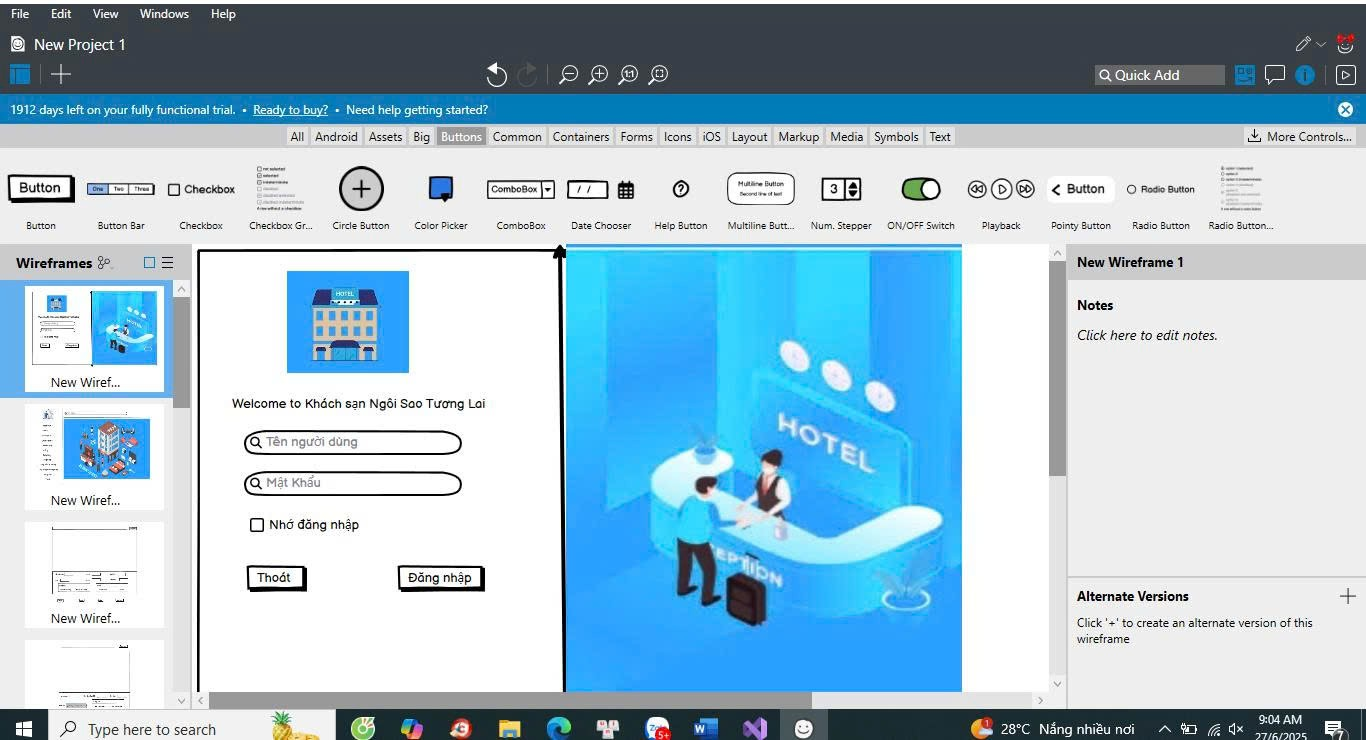 File Edit View Windows Help
New Project 1
1:1
Quick Add
1912 days left on your fully functional trial. • Ready to buy? • Need help getting started?
All Android Assets Big Buttons Common Containers Forms Icons iOS Layout Markup Media Symbols Text More Controls...
Button One Two Three Checkbox ComboBox / / ? Multiline Button 3 Button Radio Button
Second line of text
Button Button Bar Checkbox Checkbox Gr... Circle Button Color Picker ComboBox Date Chooser Help Button Multiline Butt... Num. Stepper ON/OFF Switch Playback Pointy Button Radio Button Radio Button...
Wireframes
New Wiref...
New Wiref...
New Wiref...
HOTEL
Welcome to Khách sạn Ngôi Sao Tương Lai
Tên người dùng
Mật Khẩu
Nhớ đăng nhập
Thoát Đăng nhập
HOTEL
New Wireframe 1
Notes
Click here to edit notes.
Alternate Versions
Click '+' to create an alternate version of this
wireframe
Type here to search
5+
1
28°C Nắng nhiều nơi
9:04 AM
27/6/2025
7